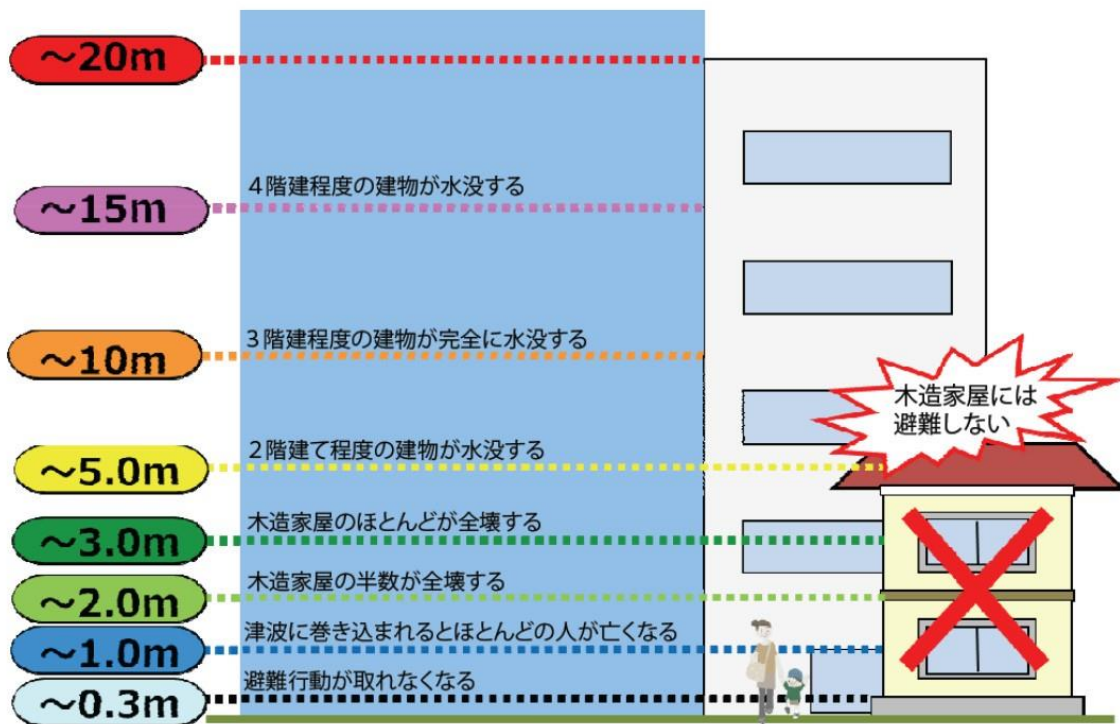 ～20m
４階建程度の建物が水没する
～15m
３階建程度の建物が完全に水没する
～10m
木造家屋には
避難しない
２階建て程度の建物が水没する
～5.0m
木造家屋のほとんどが全壊する
～3.0m
木造家屋の半数が全壊する
～2.0m
津波に巻き込まれるとほとんどの人が亡くなる
～1.0m
避難行動が取れなくなる
～0.3m